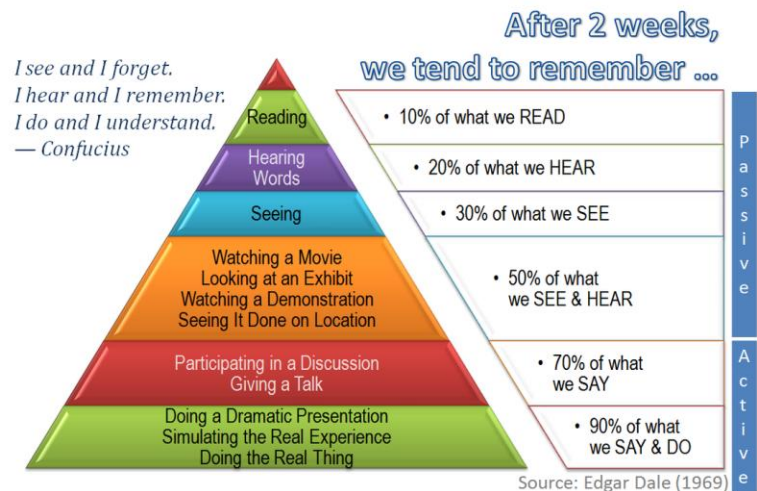 After 2 weeks,
we tend to remember ...
I see and I forget.
I hear and I remember.
I do and I understand.
— Confucius
Reading
• 10% of what we READ
Hearing
Words
• 20% of what we HEAR
Seeing
• 30% of what we SEE
Watching a Movie
Looking at an Exhibit
Watching a Demonstration
Seeing It Done on Location
• 50% of what
we SEE & HEAR
Passive
Participating in a Discussion
Giving a Talk
• 70% of what
we SAY
Doing a Dramatic Presentation
Simulating the Real Experience
Doing the Real Thing
• 90% of what
we SAY & DO
Active
Source: Edgar Dale (1969)